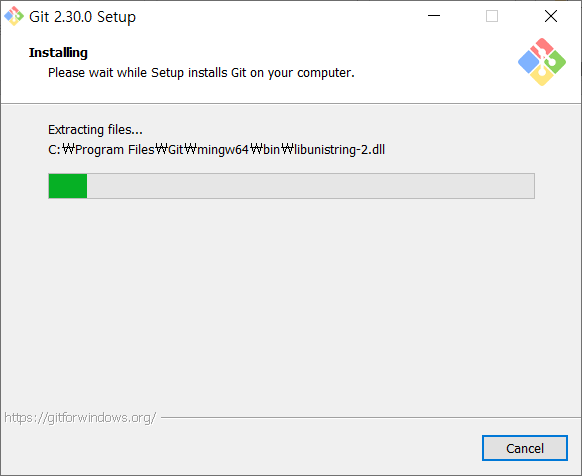 Git 2.30.0 Setup
Installing
Please wait while Setup installs Git on your computer.
Extracting files...
C:₩Program Files₩Git₩mingw64₩bin₩libunistring-2.dll
https://gitforwindows.org/
Cancel